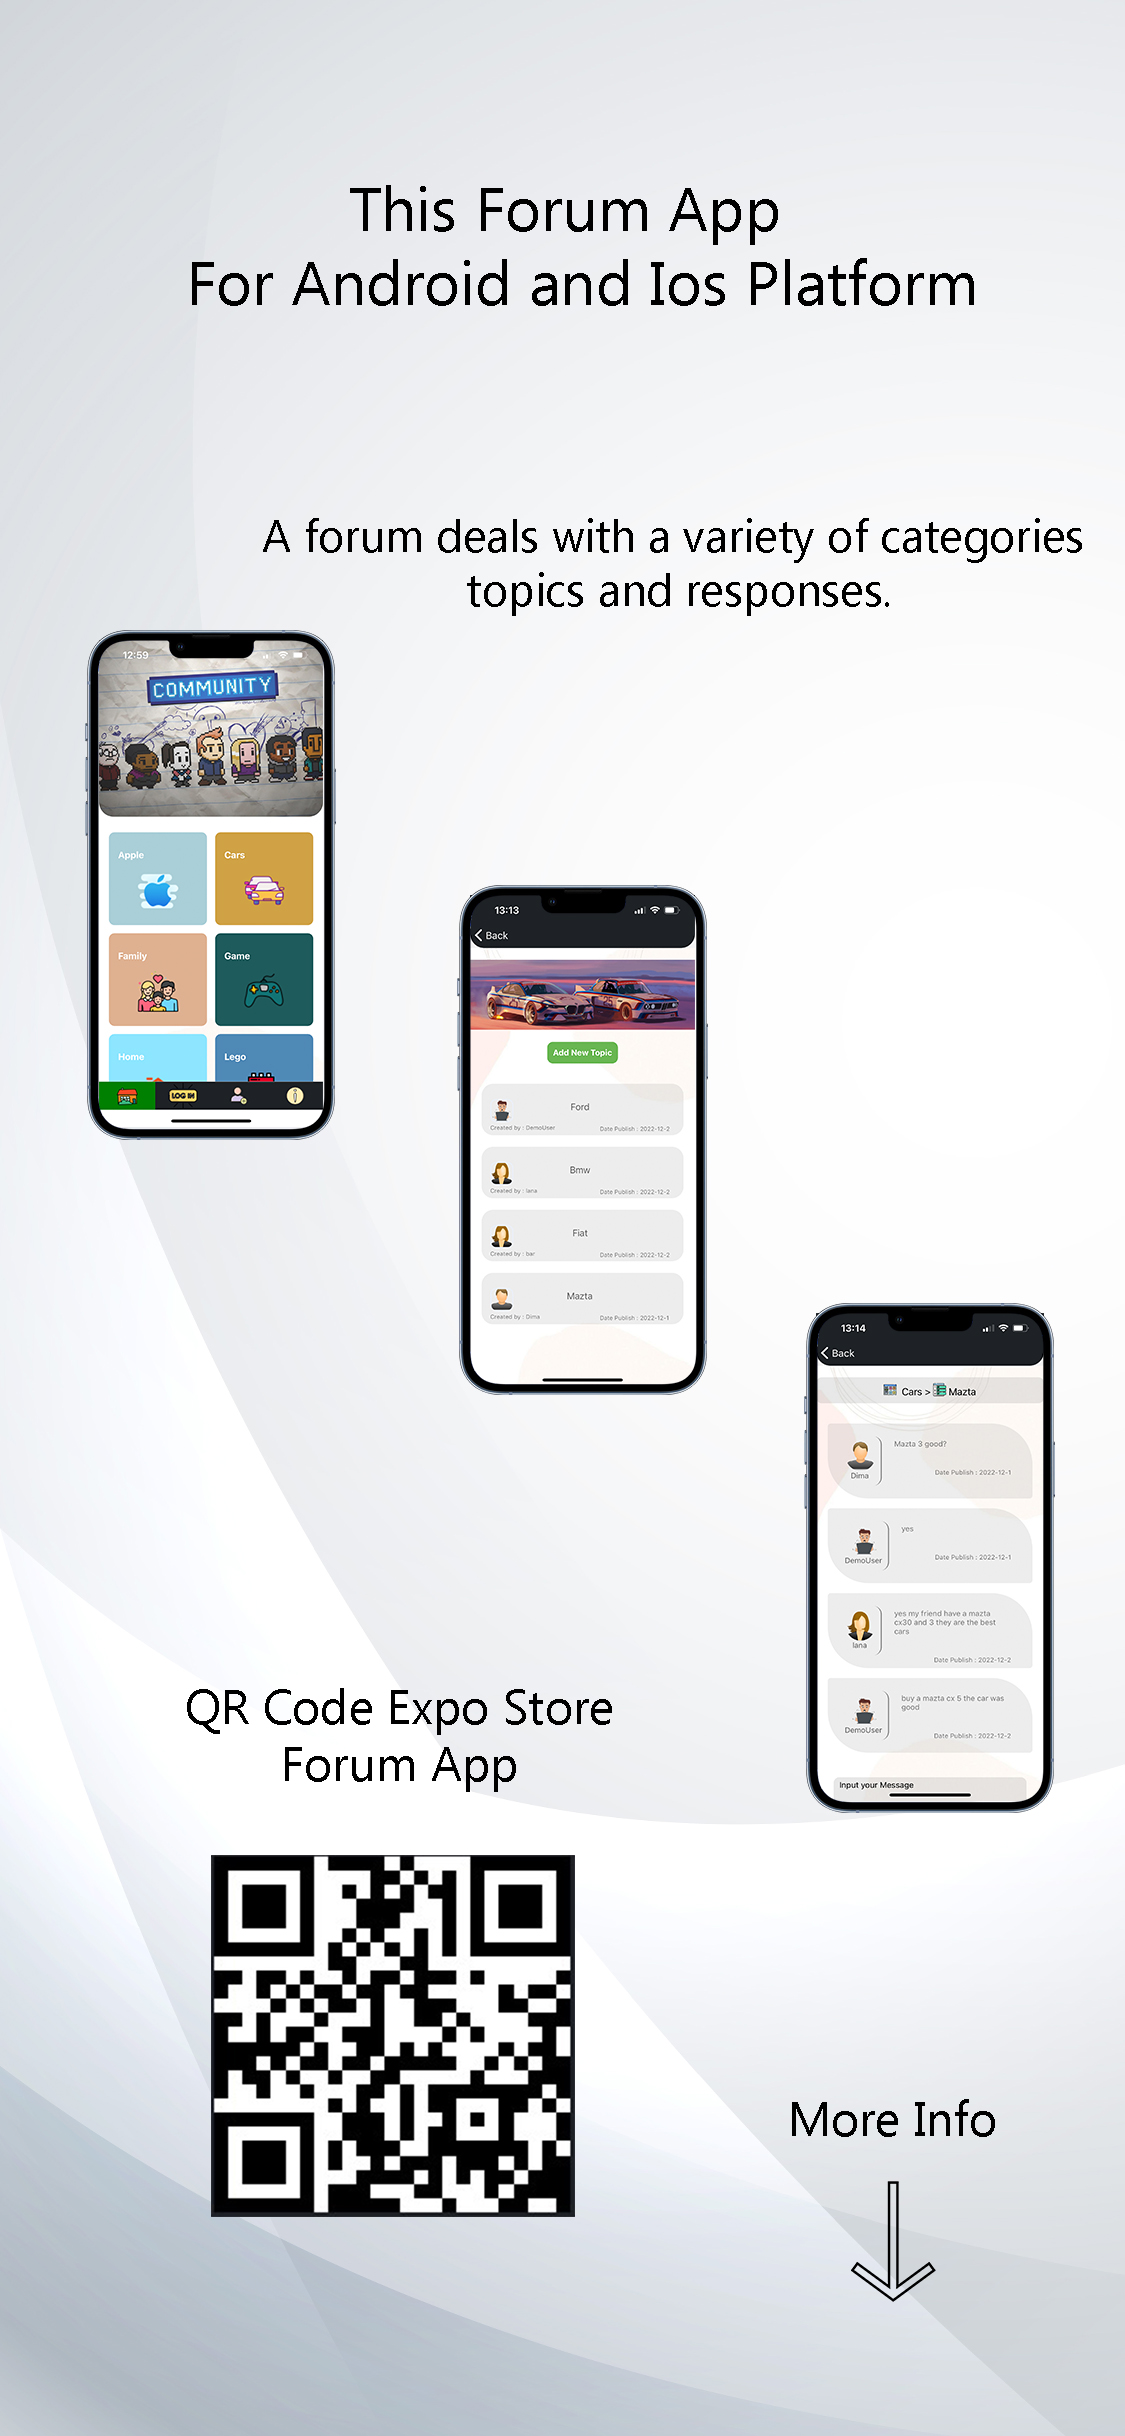 This Forum App
For Android and Ios Platform
A forum deals with a variety of categories
topics and responses.
12:59
COMMUNITY
Apple
Cars
Family
Game
Home
Lego
LOG IN
13:13
Back
Add New Topic
Ford
Created by : DemoUser
Date Publish : 2022-12-2
Bmw
Created by : lana
Date Publish : 2022-12-2
Fiat
Created by : bar
Date Publish : 2022-12-2
Mazta
Created by : Dima
Date Publish : 2022-12-1
13:14
Back
Cars > Mazta
Mazta 3 good?
Dima
Date Publish : 2022-12-1
yes
DemoUser
Date Publish : 2022-12-1
yes my friend have a mazta
cx30 and 3 they are the best
cars
lana
Date Publish : 2022-12-2
buy a mazta cx 5 the car was
good
DemoUser
Date Publish : 2022-12-2
Input your Message
QR Code Expo Store
Forum App
More Info